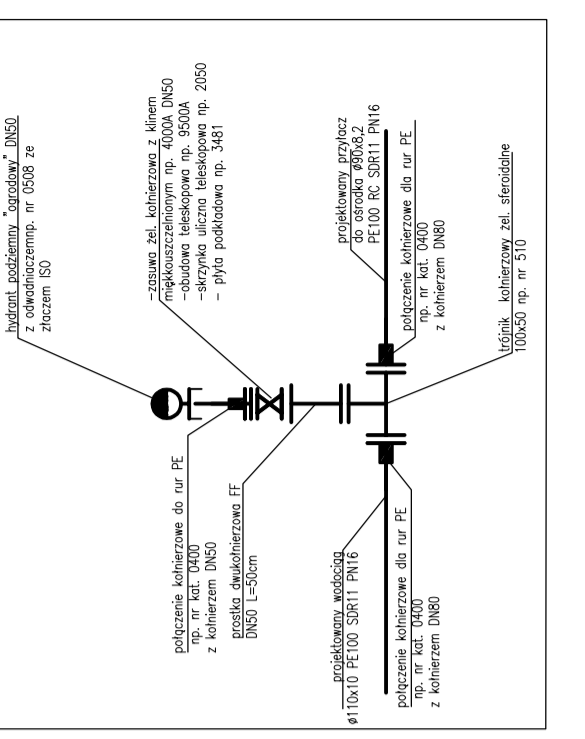 hydrant podziemny "ogrodowy" DN50
z odwadniaczemnp. nr 0508 ze
złączem ISO
-zasuwa żel. kołnierzowa z klinem
miękkouszczelnionym np. 4000A DN50
-obudowa teleskopowa np. 9500A
-skrzynka uliczna teleskopowa np. 2050
- płyta podkładowa np. 3481
projektowany przyłącz
do ośrodka ø90x8,2
PE100 RC SDR11 PN16
połączenie kołnierzowe dla rur PE
np. nr kat. 0400
z kołnierzem DN80
trójnik kołnierzowy żel. sferoidalne
100x50 np. nr 510
połączenie kołnierzowe do rur PE
np. nr kat. 0400
z kołnierzem DN50
prostka dwukołnierzowa FF
DN50 L=50cm
projektowany wodociąg
ø110x10 PE100 SDR11 PN16
połączenie kołnierzowe dla rur PE
np. nr kat. 0400
z kołnierzem DN80